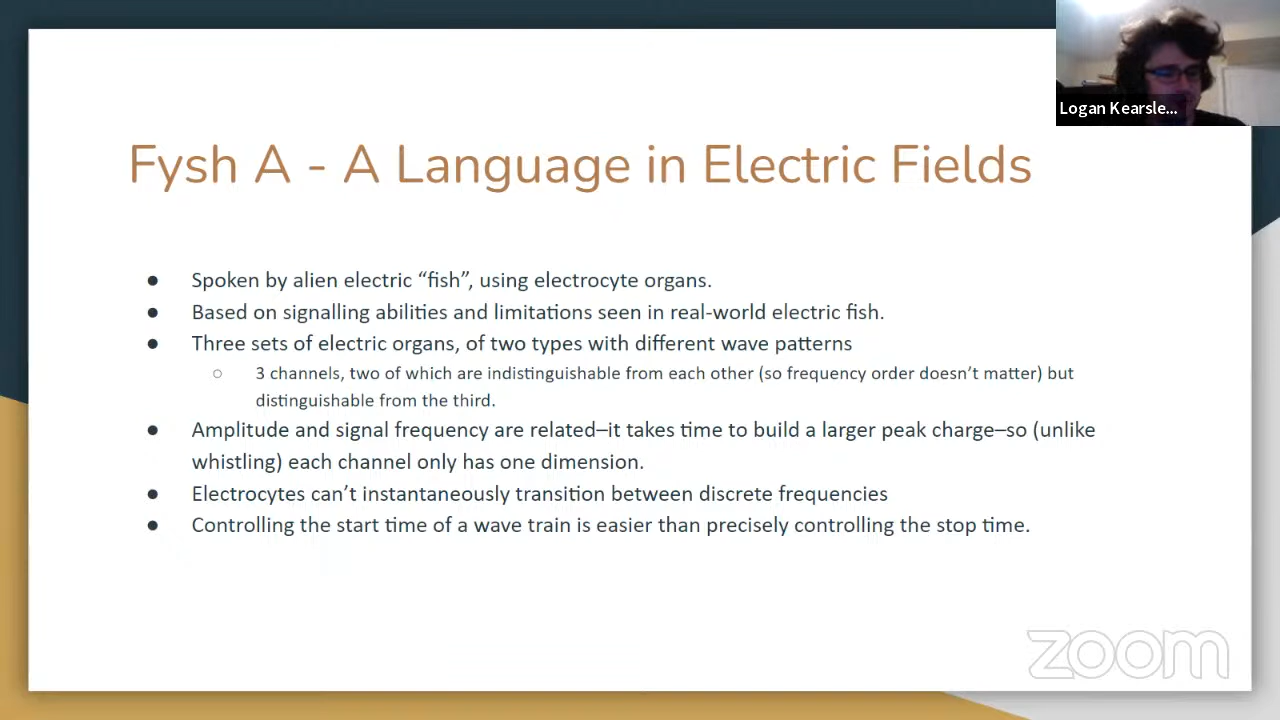 Logan Kearsle...
Fysh A - A Language in Electric Fields
● Spoken by alien electric “fish”, using electrocyte organs.
● Based on signalling abilities and limitations seen in real-world electric fish.
● Three sets of electric organs, of two types with different wave patterns
○ 3 channels, two of which are indistinguishable from each other (so frequency order doesn’t matter) but
distinguishable from the third.
● Amplitude and signal frequency are related–it takes time to build a larger peak charge–so (unlike
whistling) each channel only has one dimension.
● Electrocytes can’t instantaneously transition between discrete frequencies
● Controlling the start time of a wave train is easier than precisely controlling the stop time.
zoom